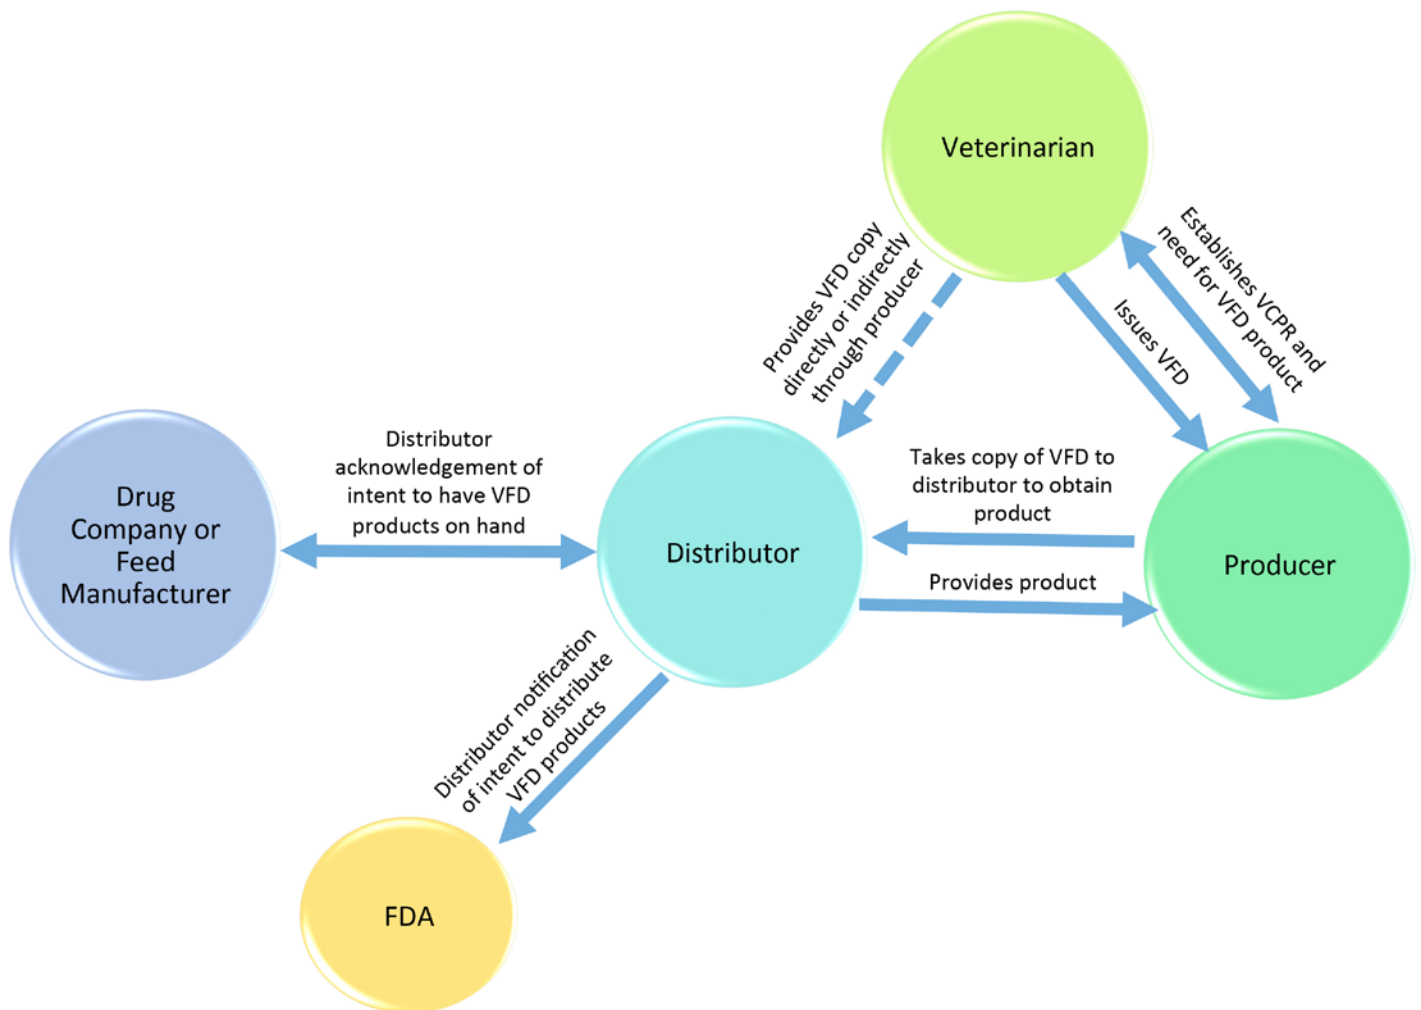 Veterinarian
Provides VFD copy
directly or indirectly
through producer
Issues VFD
Establishes VCPR and
need for VFD product
Drug
Company or
Feed
Manufacturer
Distributor
acknowledgement of
intent to have VFD
products on hand
Distributor
Takes copy of VFD to
distributor to obtain
product
Provides product
Producer
Distributor notification
of intent to distribute
VFD products
FDA